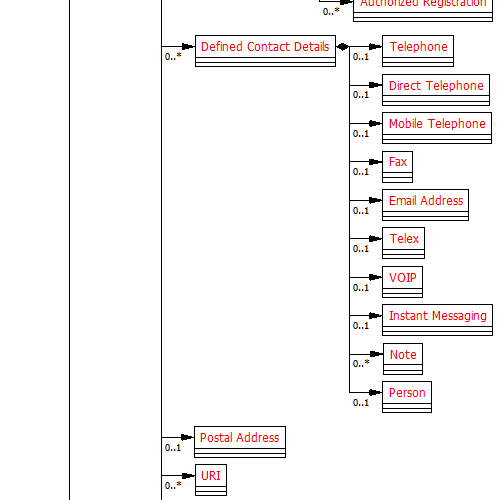 Authorized Registration
0..*
Defined Contact Details
0..*
Telephone
0..1
Direct Telephone
0..1
Mobile Telephone
0..1
Fax
0..1
Email Address
0..1
Telex
0..1
VOIP
0..1
Instant Messaging
0..1
Note
0..*
Person
0..1
Postal Address
0..1
URI
0..*